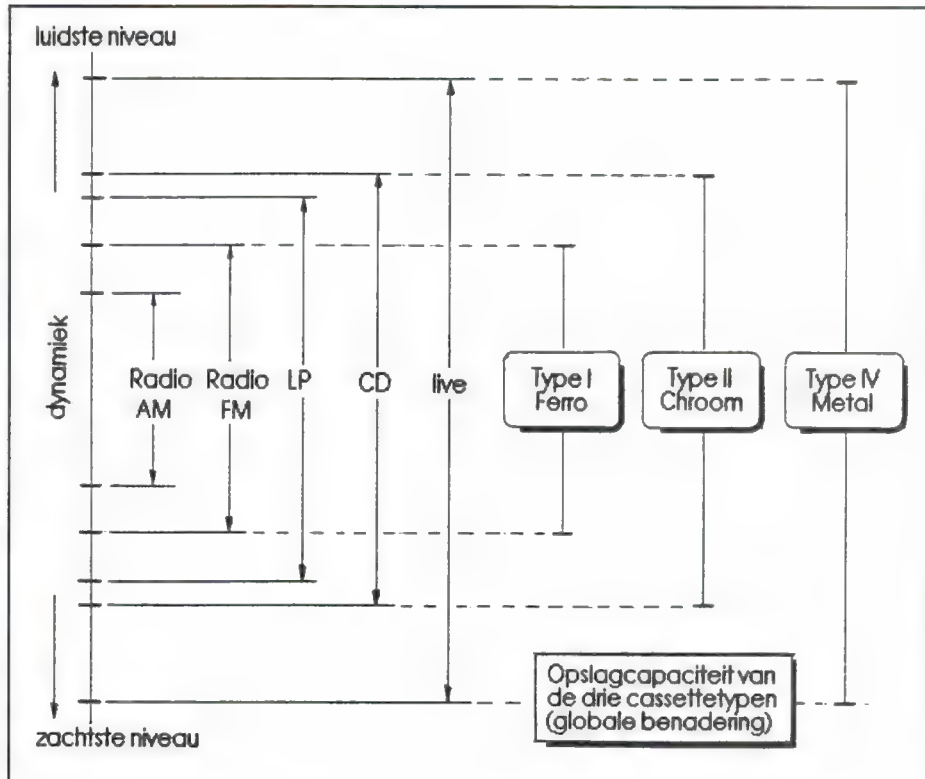 luidste niveau
dynamiek
Radio
AM
Radio
FM
LP
CD
live
Type I
Ferro
Type II
Chroom
Type IV
Metal
Opslagcapaciteit van
de drie cassettetypen
(globale benadering)
zachtste niveau